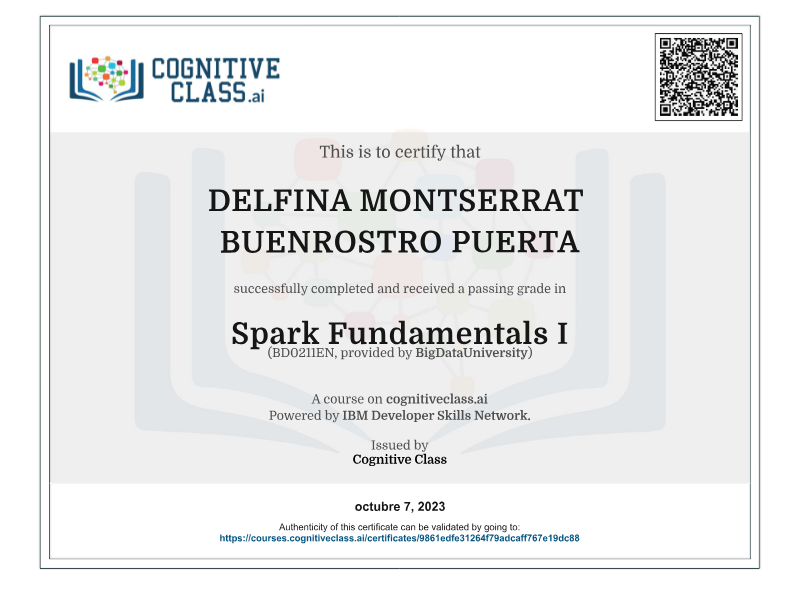 COGNITIVE
CLASS.ai
This is to certify that
DELFINA MONTSERRAT
BUENROSTRO PUERTA
successfully completed and received a passing grade in
Spark Fundamentals I
(BD0211EN, provided by BigDataUniversity)
A course on cognitiveclass.ai
Powered by IBM Developer Skills Network.
Issued by
Cognitive Class
octubre 7, 2023
Authenticity of this certificate can be validated by going to:
https://courses.cognitiveclass.ai/certificates/9861edfe31264f79adcaff767e19dc88